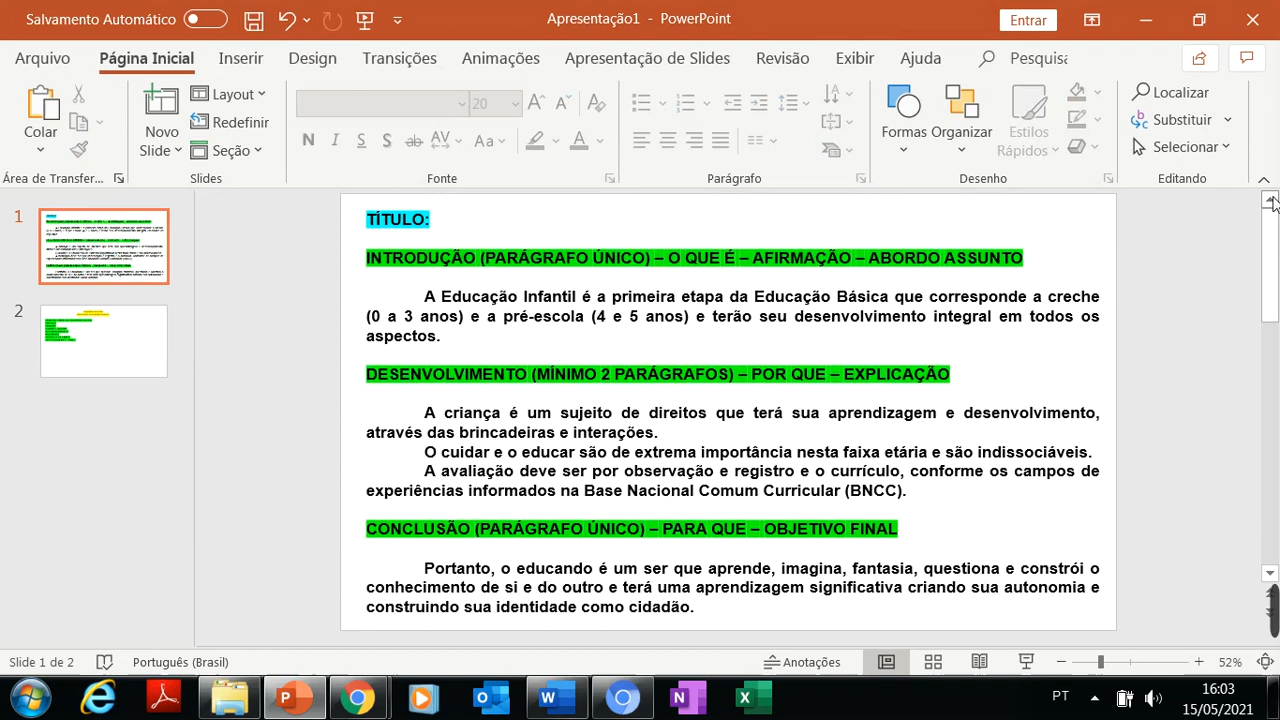 Salvamento Automático
Apresentação1 - PowerPoint
Entrar
Arquivo
Página Inicial
Inserir
Design
Transições
Animações
Apresentação de Slides
Revisão
Exibir
Ajuda
Pesquisa
Colar
Novo
Slide
Layout
Redefinir
Seção
20
N I S S ab AV Aa A
Formas
Organizar
Estilos
Rápidos
Localizar
Substituir
Selecionar
Área de Transfer...
Slides
Fonte
Parágrafo
Desenho
Editando
1
2
TÍTULO:
INTRODUÇÃO (PARÁGRAFO ÚNICO) – O QUE É – AFIRMAÇÃO – ABORDO ASSUNTO
A Educação Infantil é a primeira etapa da Educação Básica que corresponde a creche
(0 a 3 anos) e a pré-escola (4 e 5 anos) e terão seu desenvolvimento integral em todos os
aspectos.
DESENVOLVIMENTO (MÍNIMO 2 PARÁGRAFOS) – POR QUE – EXPLICAÇÃO
A criança é um sujeito de direitos que terá sua aprendizagem e desenvolvimento,
através das brincadeiras e interações.
O cuidar e o educar são de extrema importância nesta faixa etária e são indissociáveis.
A avaliação deve ser por observação e registro e o currículo, conforme os campos de
experiências informados na Base Nacional Comum Curricular (BNCC).
CONCLUSÃO (PARÁGRAFO ÚNICO) – PARA QUE – OBJETIVO FINAL
Portanto, o educando é um ser que aprende, imagina, fantasia, questiona e constrói o
conhecimento de si e do outro e terá uma aprendizagem significativa criando sua autonomia e
construindo sua identidade como cidadão.
Slide 1 de 2
Português (Brasil)
Anotações
52%
PT
16:03
15/05/2021